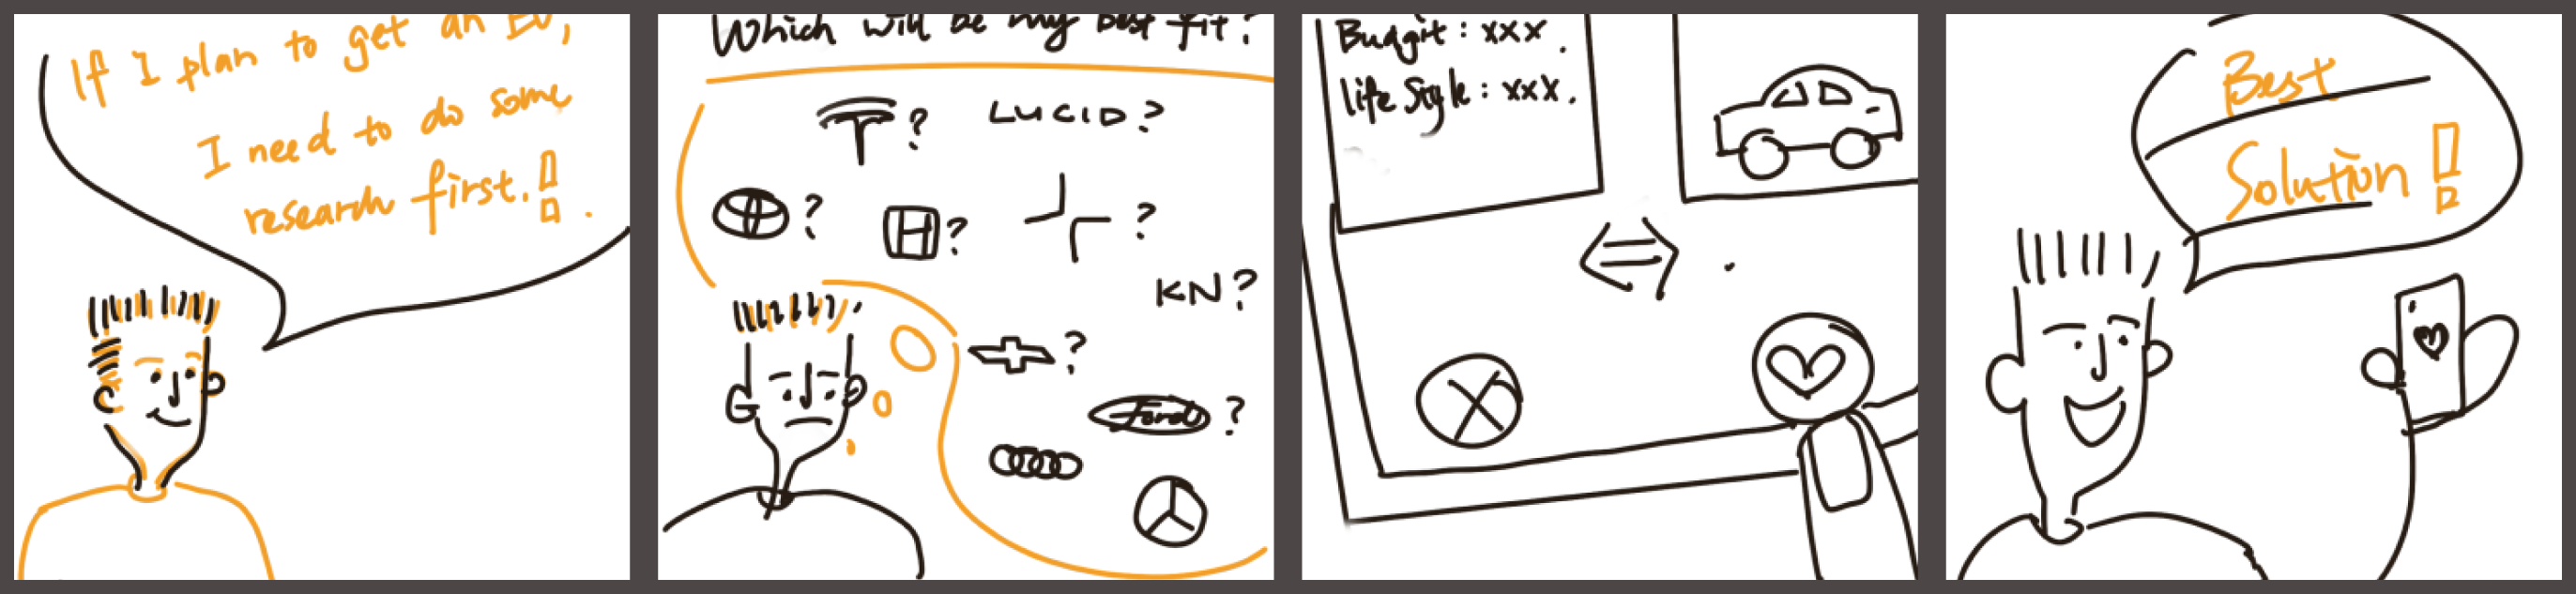 If I plan to get an EV,
I need to do some
research first.!
Which will be my best fit?
? LUCID?
? ? ?
KN?
?
Ford ?
Budgit: xxx.
life Style: xxx.
Best
Solution!